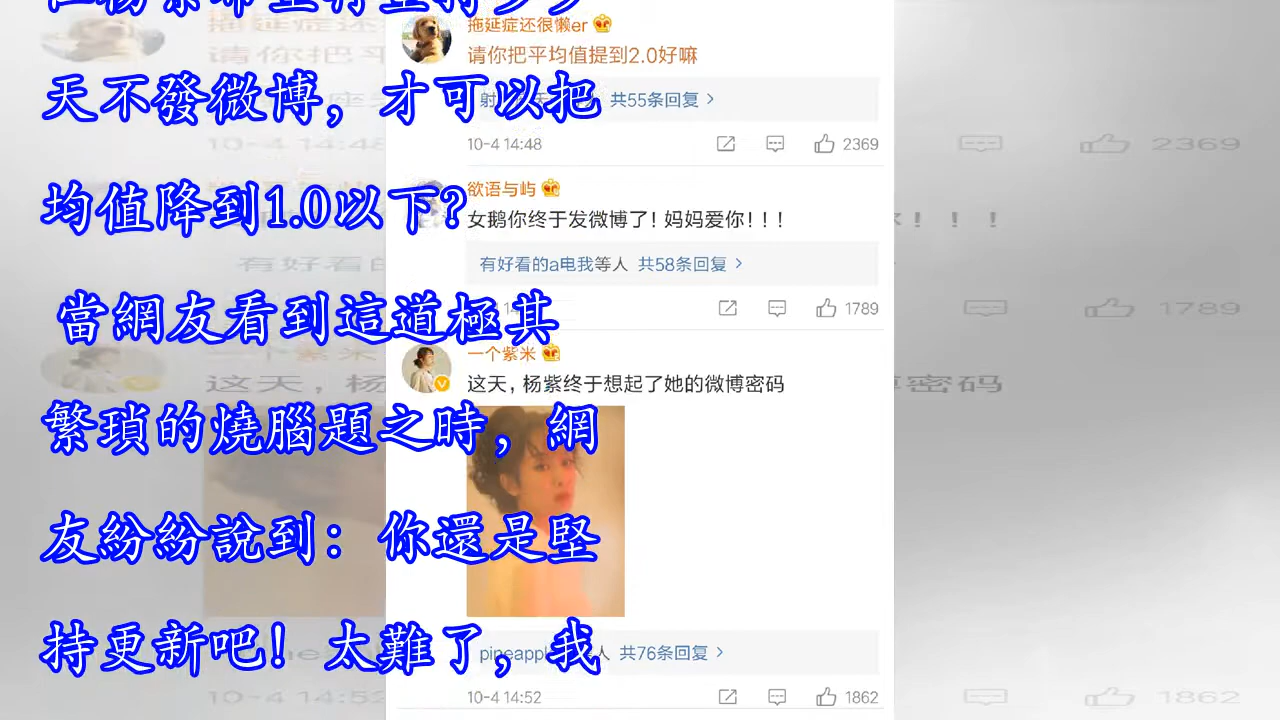 天不發微博，才可以把
均值降到1.0以下？
當網友看到這道極其
繁瑣的燒腦題之時，網
友紛紛說到：你還是堅
持更新吧！太難了，我
拖延症还很懒er
请你把平均值提到2.0好嘛
共55条回复 >
10-4 14:48
2369
欲语与屿
女鹅你终于发微博了！妈妈爱你！！！
有好看的a电我等人 共58条回复 >
1789
一个紫米
这天，杨紫终于想起了她的微博密码
共76条回复 >
10-4 14:52
1862